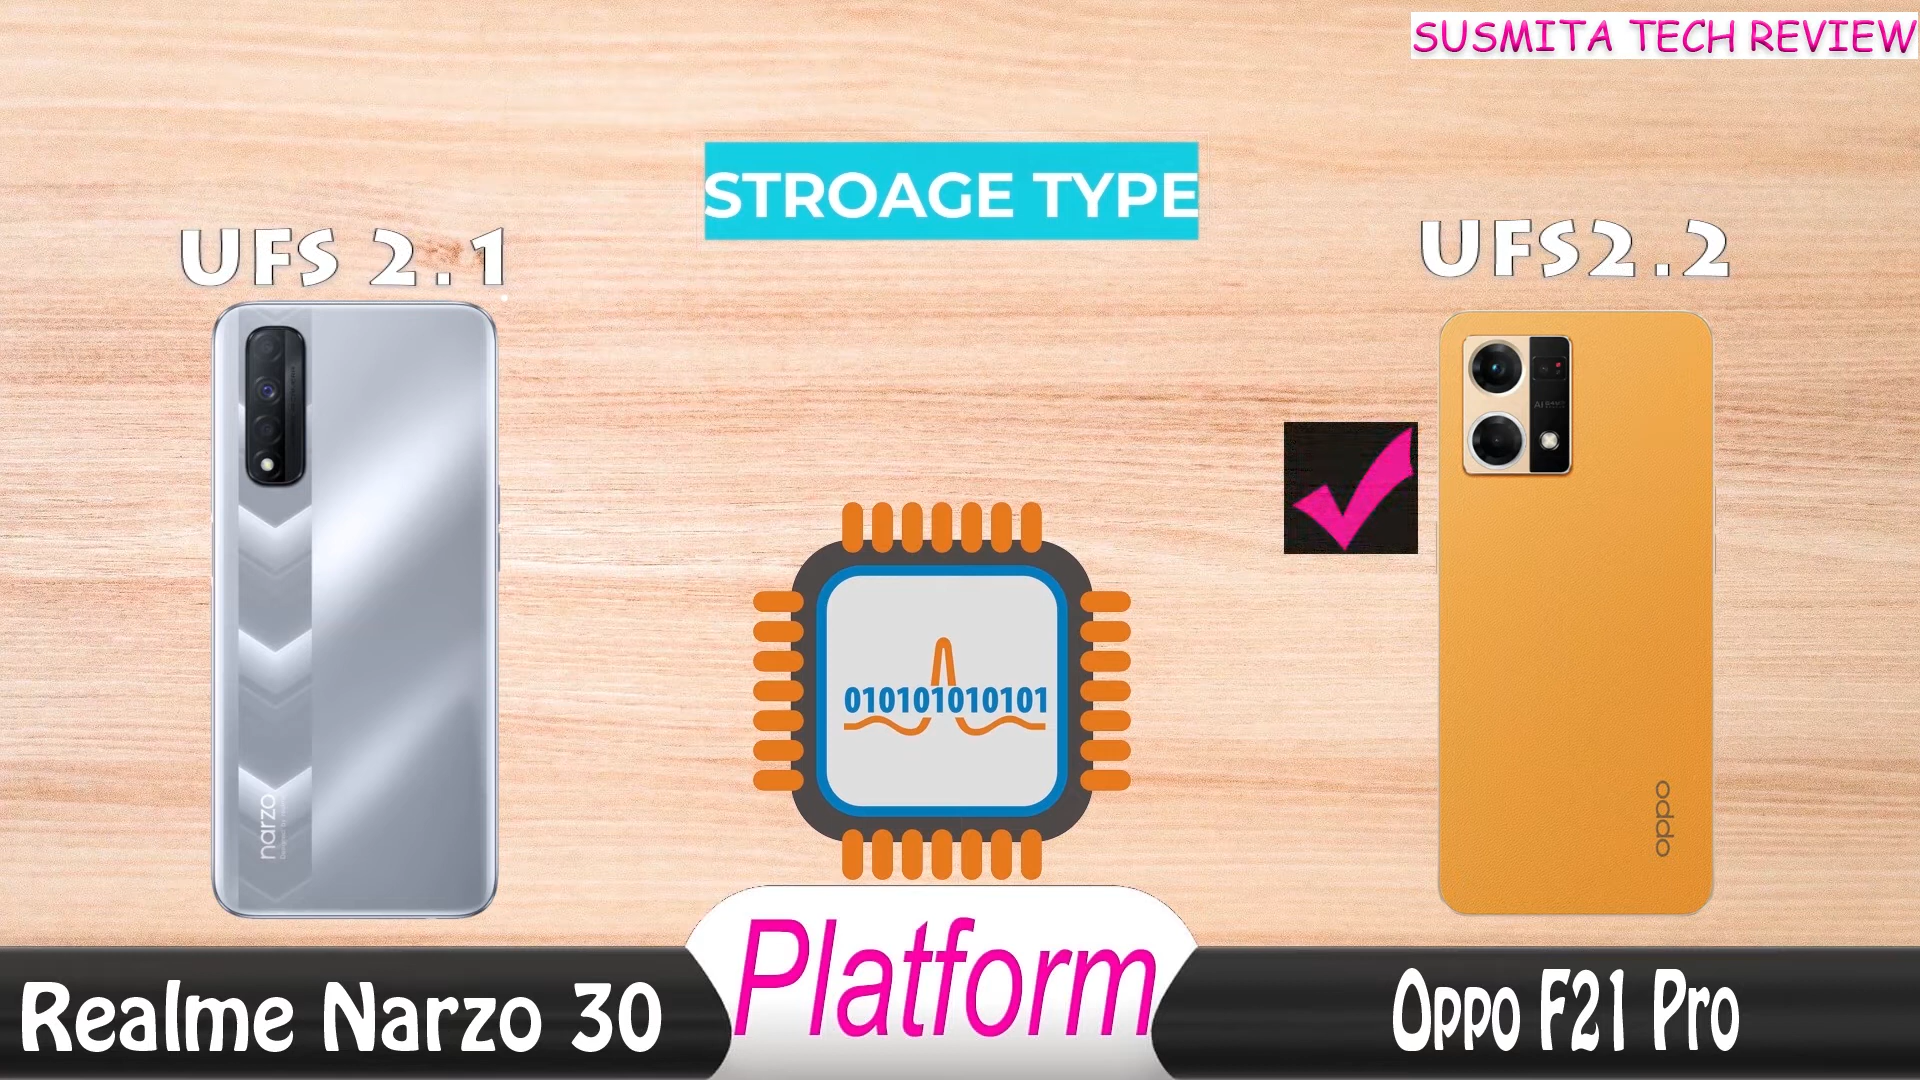 SUSMITA TECH REVIEW
STROAGE TYPE
UFS 2.1
UFS2.2
010101010101
narzo
oppo
Platform
Realme Narzo 30
Oppo F21 Pro